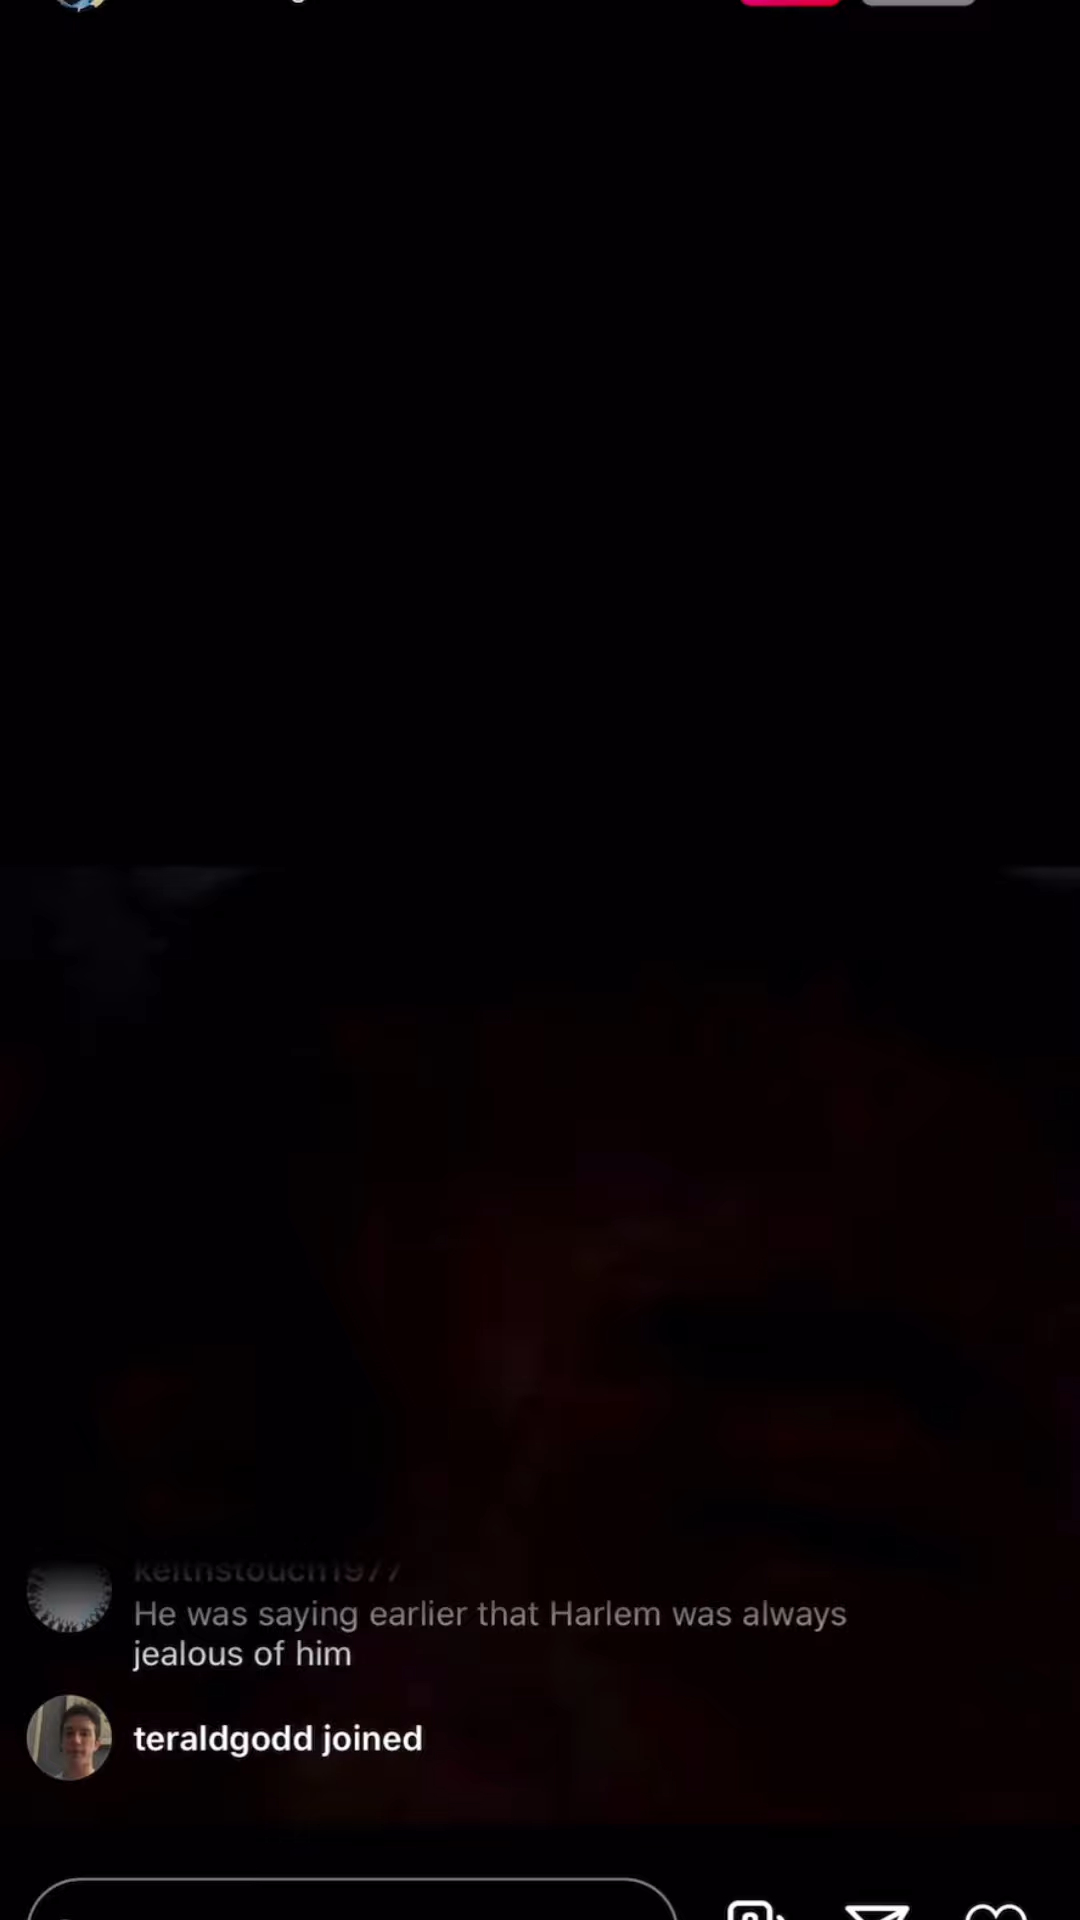 keithstouch1977
He was saying earlier that Harlem was always
jealous of him
teraldgodd joined